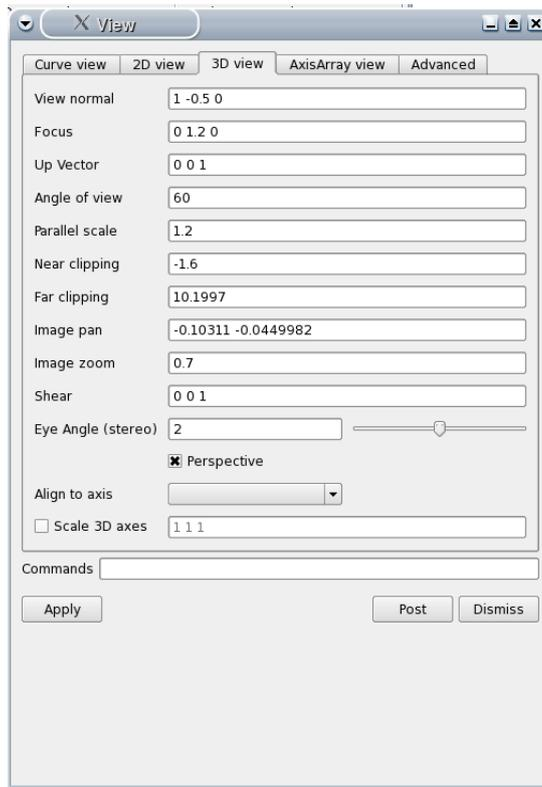 View
Curve view 2D view 3D view AxisArray view Advanced
View normal 1 -0.5 0
Focus 0 1.2 0
Up Vector 0 0 1
Angle of view 60
Parallel scale 1.2
Near clipping -1.6
Far clipping 10.1997
Image pan -0.10311 -0.0449982
Image zoom 0.7
Shear 0 0 1
Eye Angle (stereo) 2
Perspective
Align to axis
Scale 3D axes 1 1 1
Commands
Apply Post Dismiss